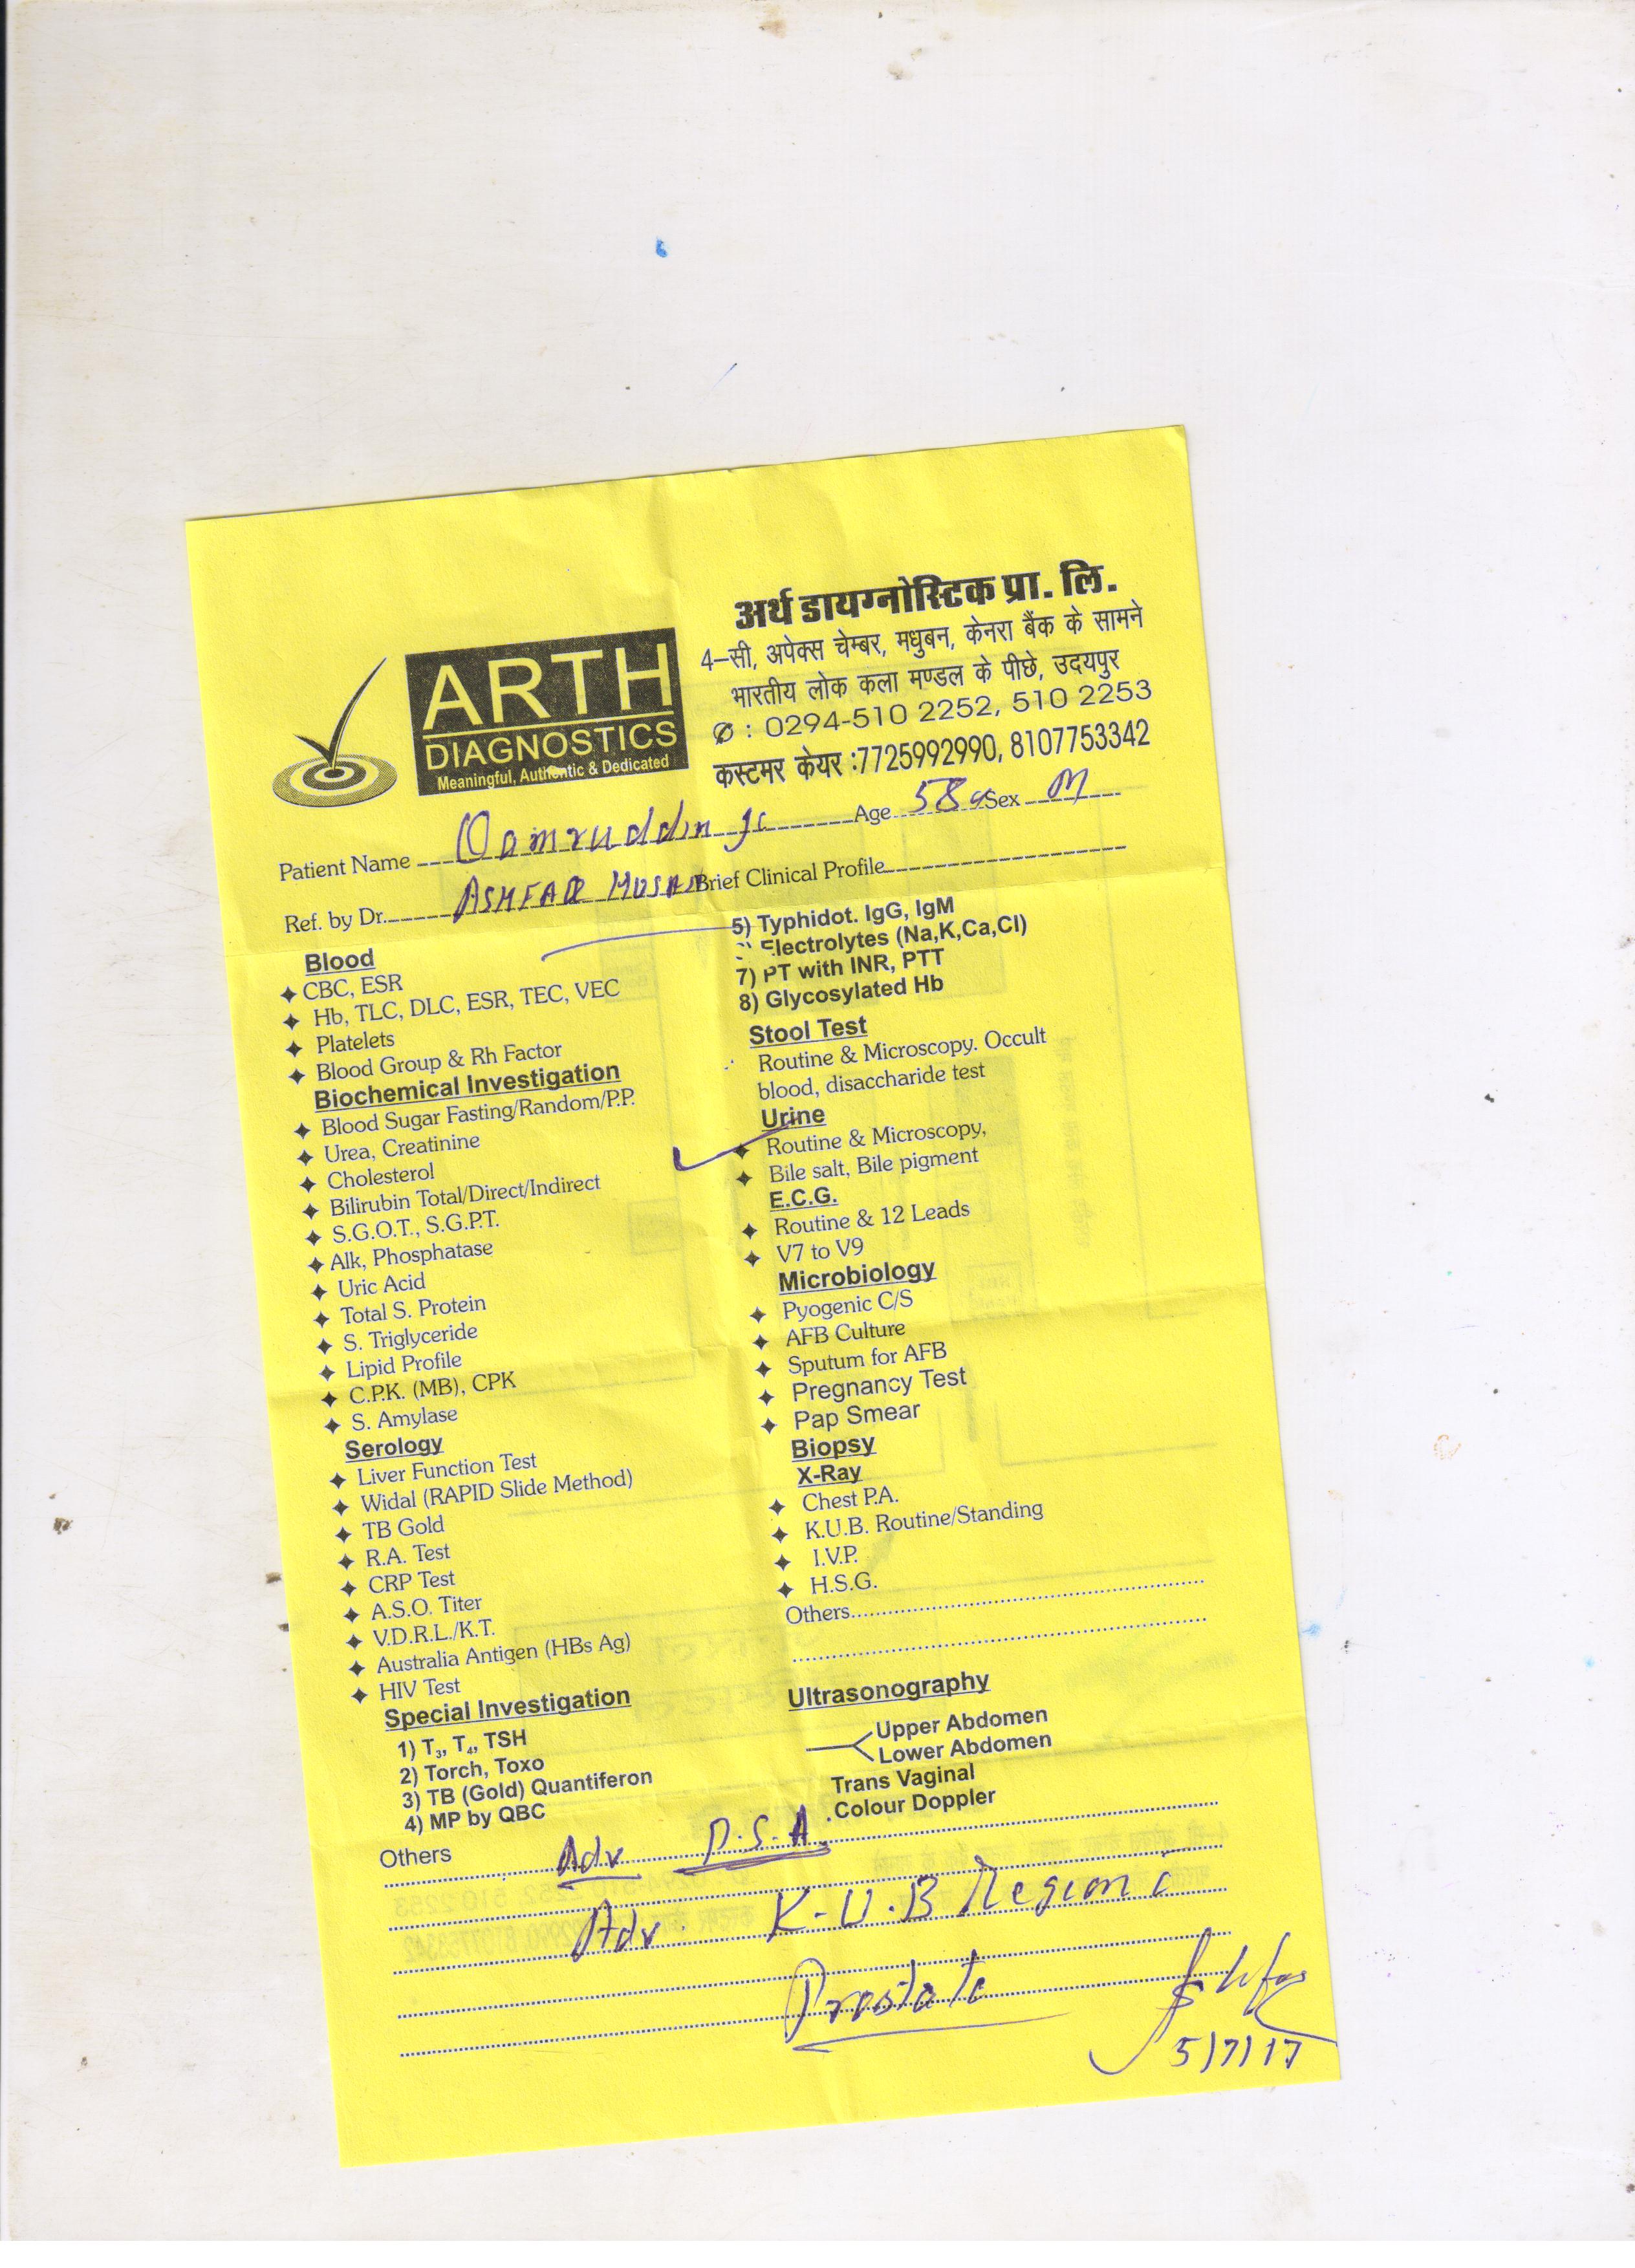 अर्थ डायग्नोस्टिक प्रा. लि.
4-सी, अपेक्स चेम्बर, मधुबन, केनरा बैंक के सामने
भारतीय लोक कला मण्डल के पीछे, उदयपुर
: 0294-510 2252, 510 2253
कस्टमर केयर :7725992990, 8107753342
ARTH
DIAGNOSTICS
Meaningful, Authentic & Dedicated
Patient Name Qamruddin ji Age 58 Sex M
Ref. by Dr. ASHFAQ Brief Clinical Profile
Blood
CBC, ESR
Hb, TLC, DLC, ESR, TEC, VEC
Platelets
Blood Group & Rh Factor
Biochemical Investigation
Blood Sugar Fasting/Random/P.P.
Urea, Creatinine
Cholesterol
Bilirubin Total/Direct/Indirect
S.G.O.T., S.G.P.T.
Alk, Phosphatase
Uric Acid
Total S. Protein
S. Triglyceride
Lipid Profile
C.P.K. (MB), CPK
S. Amylase
Serology
Liver Function Test
Widal (RAPID Slide Method)
TB Gold
R.A. Test
CRP Test
A.S.O. Titer
V.D.R.L./K.T.
Australia Antigen (HBs Ag)
HIV Test
Special Investigation
1) T₃, T₄, TSH
2) Torch, Toxo
3) TB (Gold) Quantiferon
4) MP by QBC
5) Typhidot. IgG, IgM
Electrolytes (Na,K,Ca,Cl)
7) PT with INR, PTT
8) Glycosylated Hb
Stool Test
Routine & Microscopy. Occult
blood, disaccharide test
Urine
Routine & Microscopy,
Bile salt, Bile pigment
E.C.G.
Routine & 12 Leads
V7 to V9
Microbiology
Pyogenic C/S
AFB Culture
Sputum for AFB
Pregnancy Test
Pap Smear
Biopsy
X-Ray
Chest P.A.
K.U.B. Routine/Standing
I.V.P.
H.S.G.
Others
Ultrasonography
Upper Abdomen
Lower Abdomen
Trans Vaginal
Colour Doppler
Others Adv P.S.A.
Adv K.U.B Region
Prostate
5/7/17